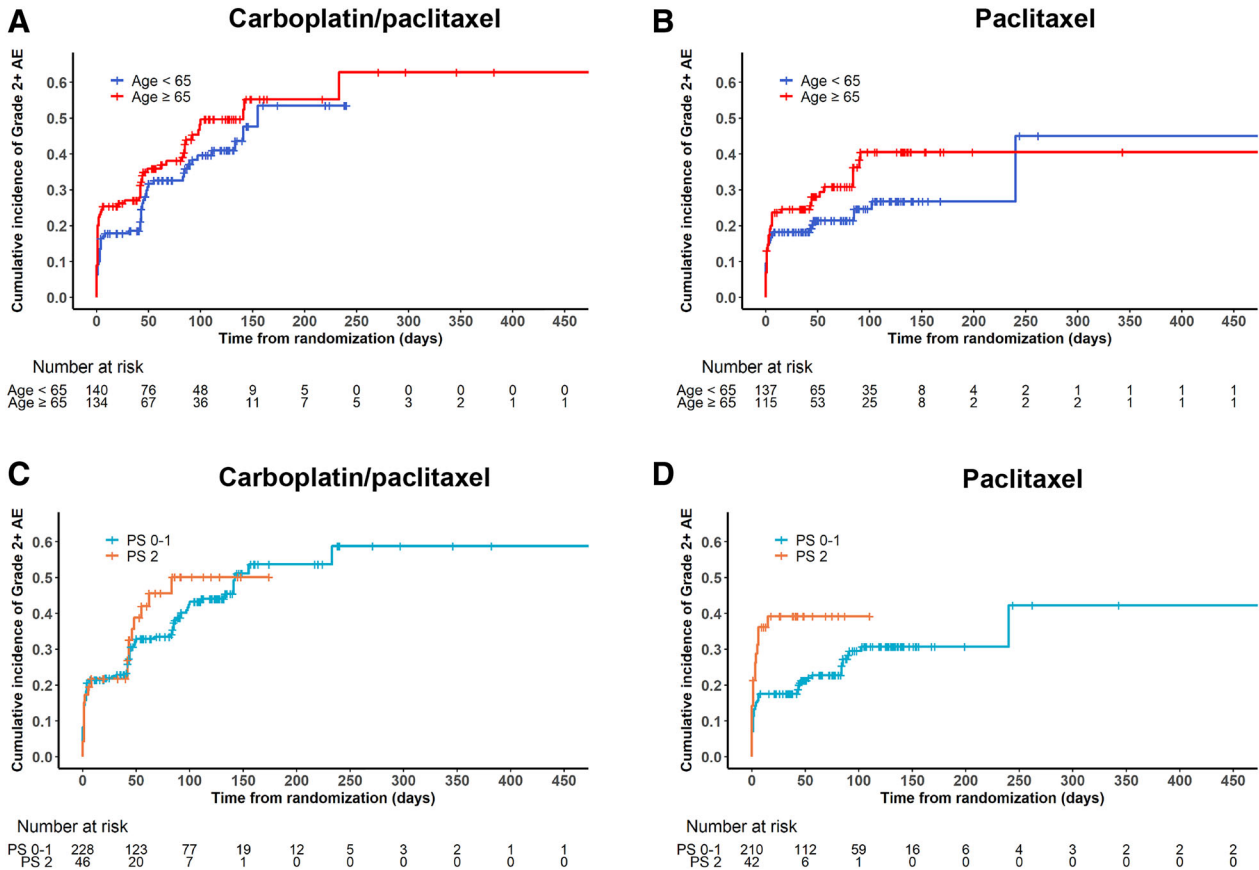 A
Carboplatin/paclitaxel
Cumulative incidence of Grade 2+ AE
0.6
0.5
0.4
0.3
0.2
0.1
0.0
Age < 65
Age ≥ 65
0 50 100 150 200 250 300 350 400 450
Time from randomization (days)
Number at risk
Age < 65 140 76 48 9 5 0 0 0 0 0
Age ≥ 65 134 67 36 11 7 5 3 2 1 1
B
Paclitaxel
Cumulative incidence of Grade 2+ AE
0.6
0.5
0.4
0.3
0.2
0.1
0.0
Age < 65
Age ≥ 65
0 50 100 150 200 250 300 350 400 450
Time from randomization (days)
Number at risk
Age < 65 137 65 35 8 4 2 1 1 1 1
Age ≥ 65 115 53 25 8 2 2 2 1 1 1
C
Carboplatin/paclitaxel
Cumulative incidence of Grade 2+ AE
0.6
0.5
0.4
0.3
0.2
0.1
0.0
PS 0-1
PS 2
0 50 100 150 200 250 300 350 400 450
Time from randomization (days)
Number at risk
PS 0-1 228 123 77 19 12 5 3 2 1 1
PS 2 46 20 7 1 0 0 0 0 0 0
D
Paclitaxel
Cumulative incidence of Grade 2+ AE
0.6
0.5
0.4
0.3
0.2
0.1
0.0
PS 0-1
PS 2
0 50 100 150 200 250 300 350 400 450
Time from randomization (days)
Number at risk
PS 0-1 210 112 59 16 6 4 3 2 2 2
PS 2 42 6 1 0 0 0 0 0 0 0